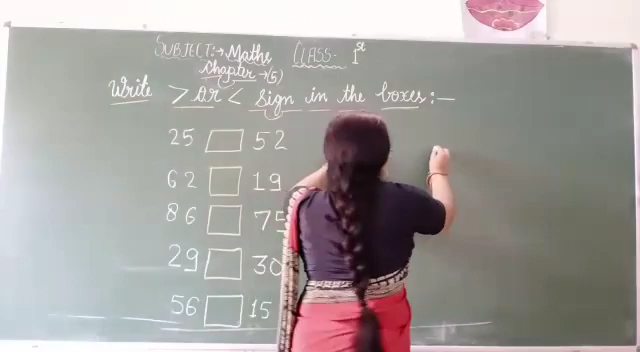 SUBJECT:→ Maths CLASS- 1st
Chapter →(5)
Write > OR < sign in the boxes:—
25 □ 52
62 □ 19
86 □ 75
29 □ 30
56 □ 15